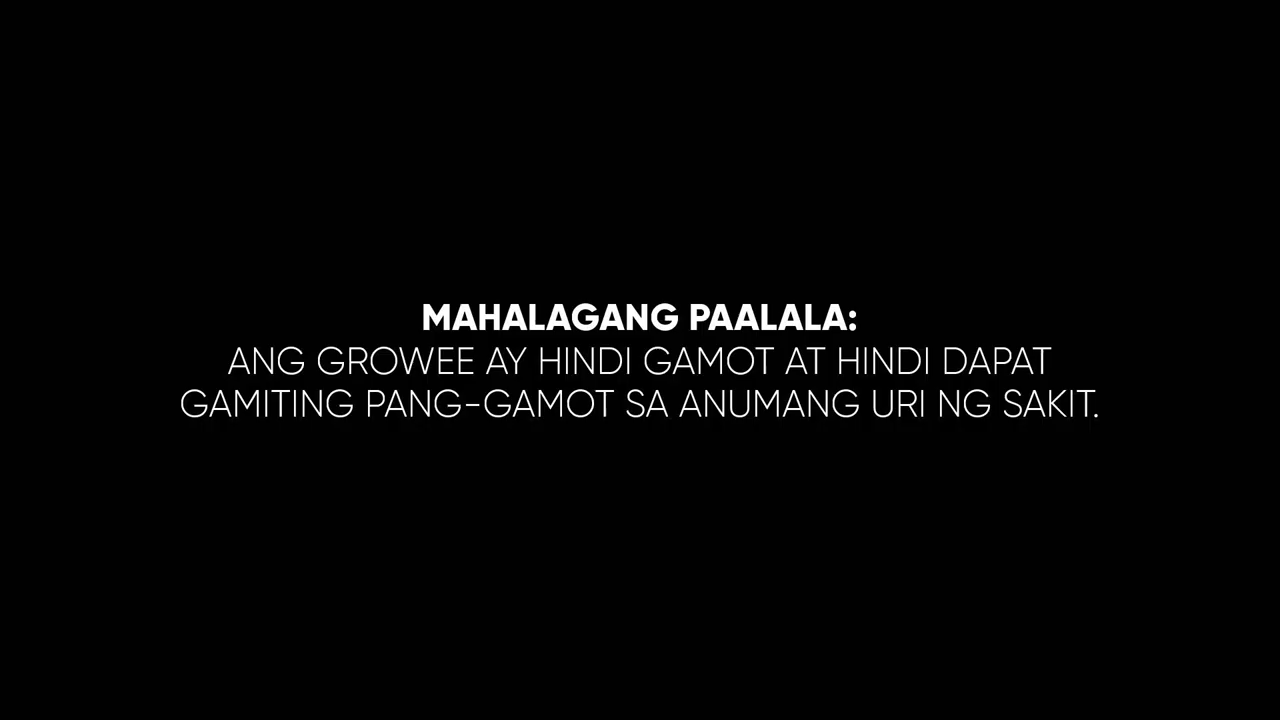 MAHALAGANG PAALALA:
ANG GROWEE AY HINDI GAMOT AT HINDI DAPAT
GAMITING PANG-GAMOT SA ANUMANG URI NG SAKIT.